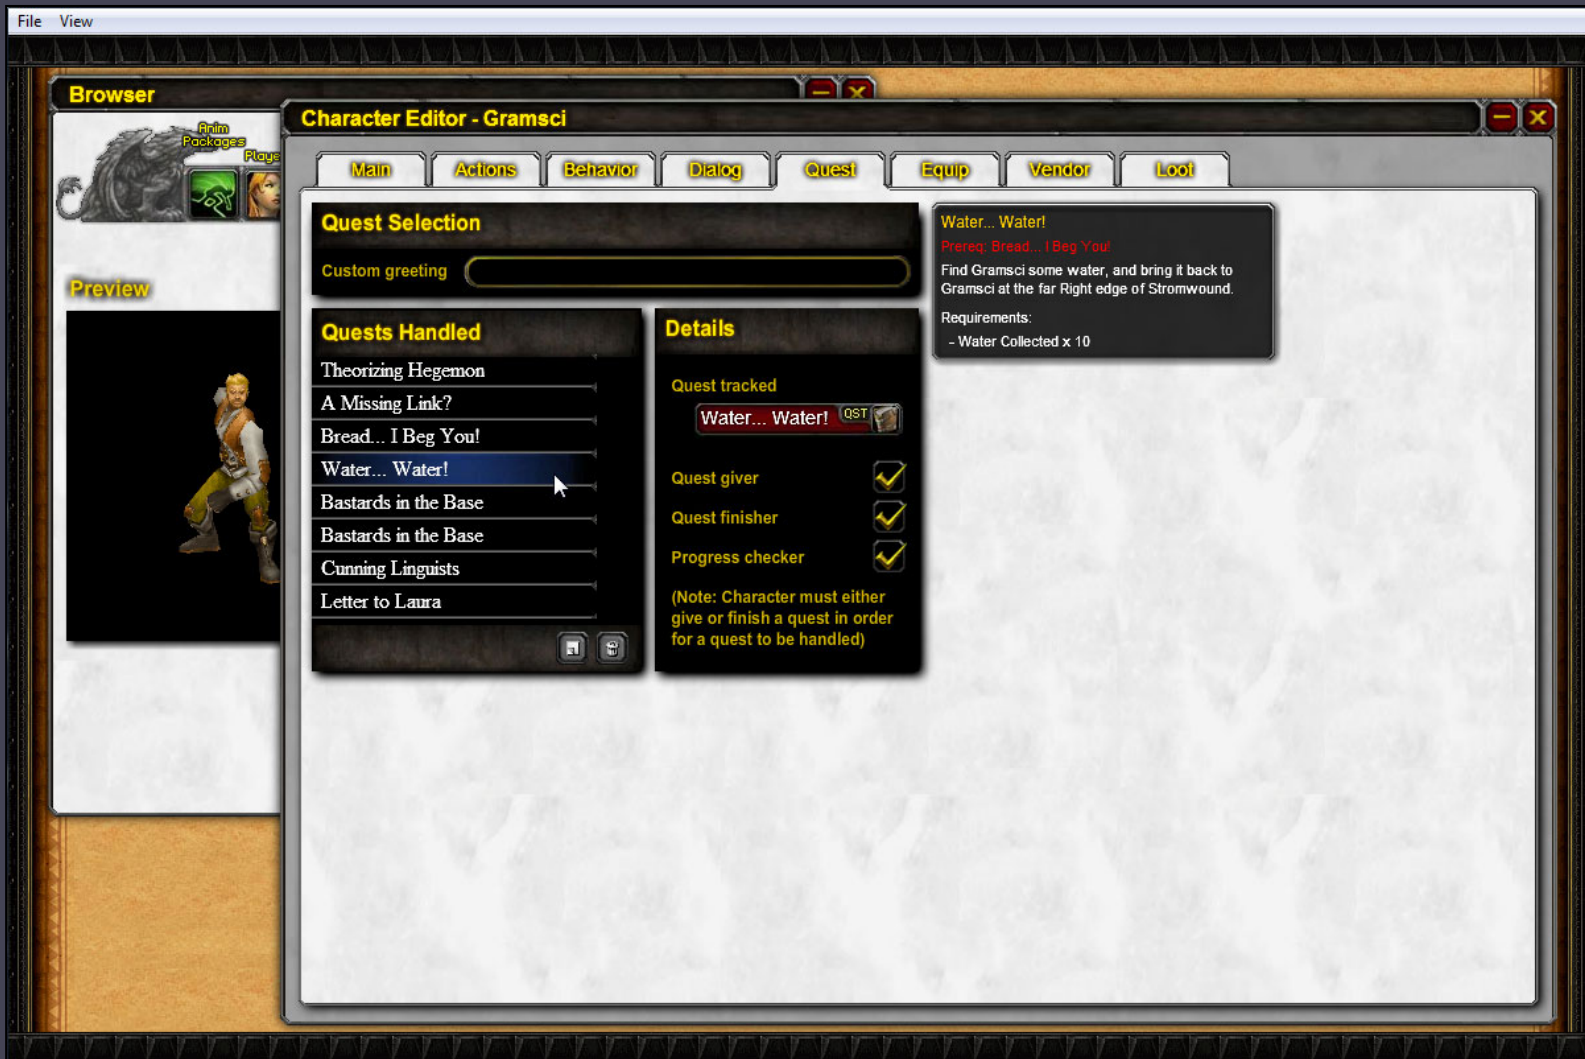 File View
Browser
Character Editor - Gramsci
Anim
Packages
Main Actions Behavior Dialog Quest Equip Vendor Loot
Quest Selection
Custom greeting
Water... Water!
Prereq: Bread... I Beg You!
Find Gramsci some water, and bring it back to
Gramsci at the far Right edge of Stromwound.
Requirements:
- Water Collected x 10
Preview
Quests Handled
Theorizing Hegemon
A Missing Link?
Bread... I Beg You!
Water... Water!
Bastards in the Base
Bastards in the Base
Cunning Linguists
Letter to Laura
Details
Quest tracked
Water... Water! QST
Quest giver
Quest finisher
Progress checker
(Note: Character must either
give or finish a quest in order
for a quest to be handled)